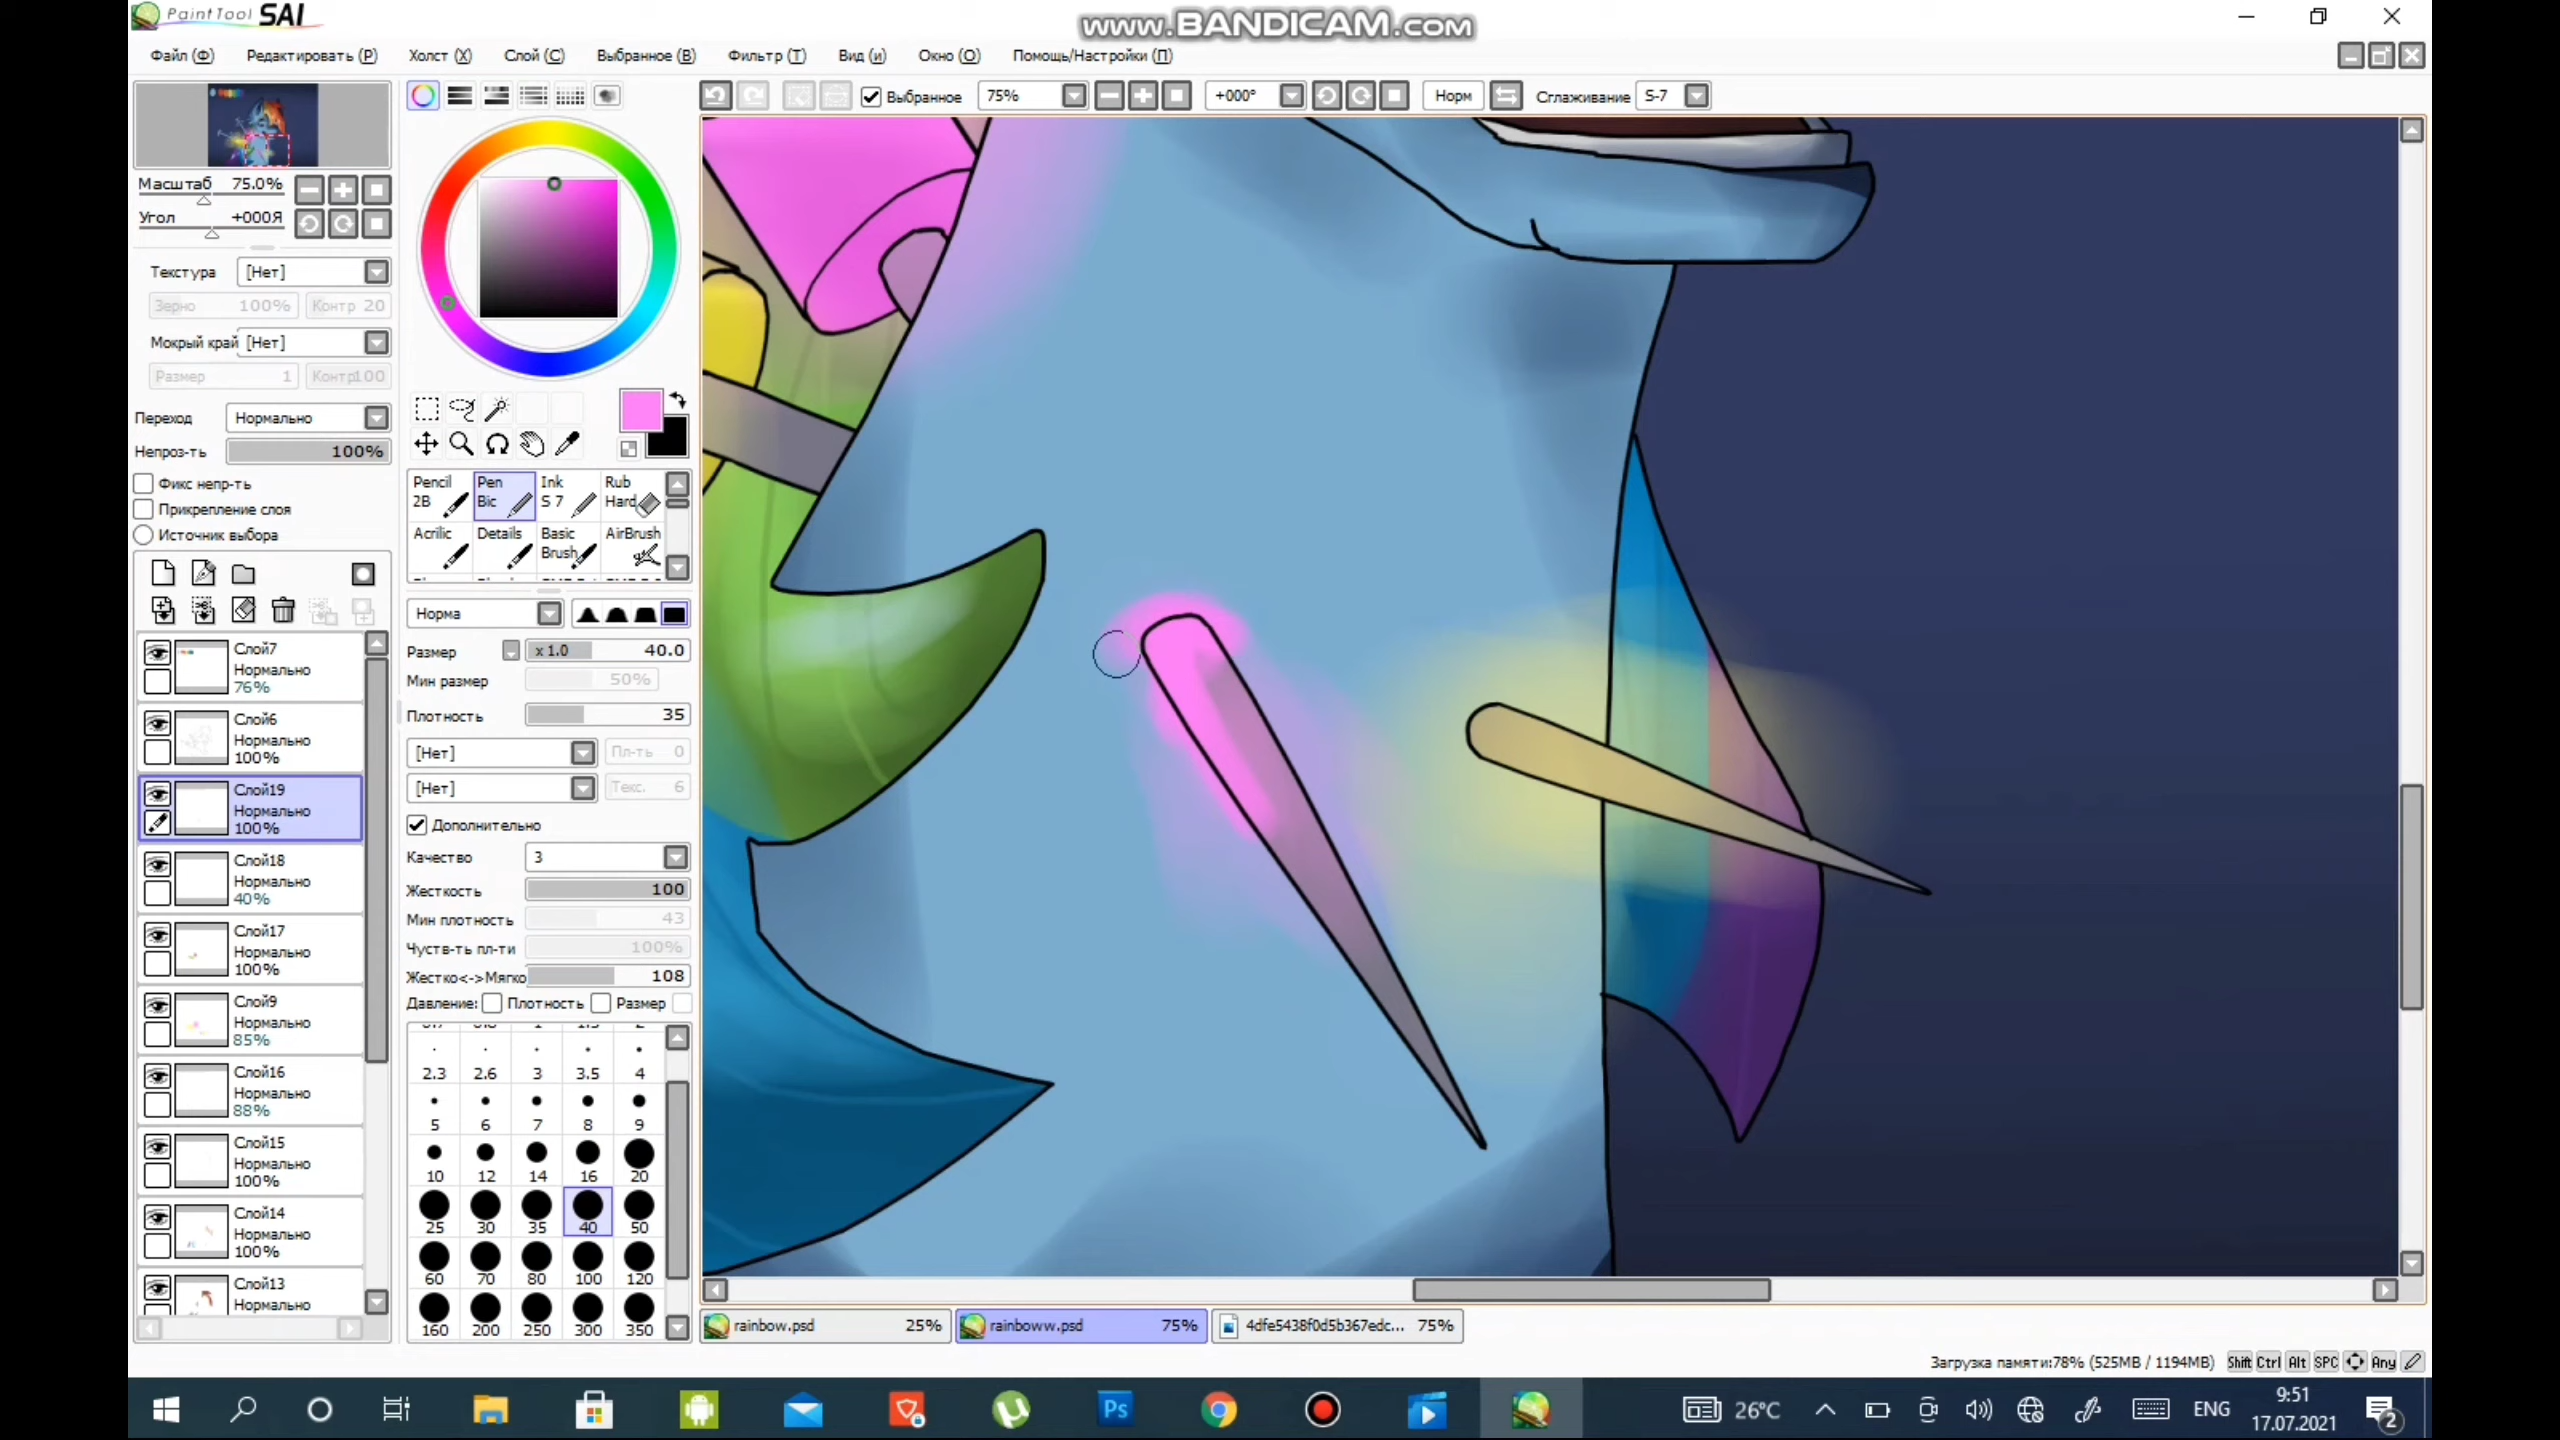 PaintTool SAI
www.BANDICAM.com
Файл (Ф) Редактировать (Р) Холст (Х) Слой (С) Выбранное (В) Фильтр (Т) Вид (и) Окно (О) Помощь/Настройки (П)
Выбранное 75% +000° Норм Сглаживание S-7
Масштаб 75.0%
Угол +000Я
Текстура [Нет]
Зерно 100% Контр 20
Мокрый край [Нет]
Размер 1 Контр100
Переход Нормально
Непроз-ть 100%
Фикс непр-ть
Прикрепление слоя
Источник выбора
Слой7
Нормально
76%
Слой6
Нормально
100%
Слой19
Нормально
100%
Слой18
Нормально
40%
Слой17
Нормально
100%
Слой9
Нормально
85%
Слой16
Нормально
88%
Слой15
Нормально
100%
Слой14
Нормально
100%
Слой13
Нормально
Pencil Pen Ink Rub
2B Bic S 7 Hard
Acrilic Details Basic AirBrush
Brush
Норма
Размер x 1.0 40.0
Мин размер 50%
Плотность 35
[Нет] Пл-ть 0
[Нет] Текс. 6
Дополнительно
Качество 3
Жесткость 100
Мин плотность 43
Чуств-ть пл-ти 100%
Жестко<->Мягко 108
Давление: Плотность Размер
2.3 2.6 3 3.5 4
5 6 7 8 9
10 12 14 16 20
25 30 35 40 50
60 70 80 100 120
160 200 250 300 350
rainbow.psd 25% rainboww.psd 75% 4dfe5438f0d5b367edc... 75%
Загрузка памяти:78% (525MB / 1194MB) Shift Ctrl Alt SPC Any
Ps 26°C ENG 9:51
17.07.2021 2